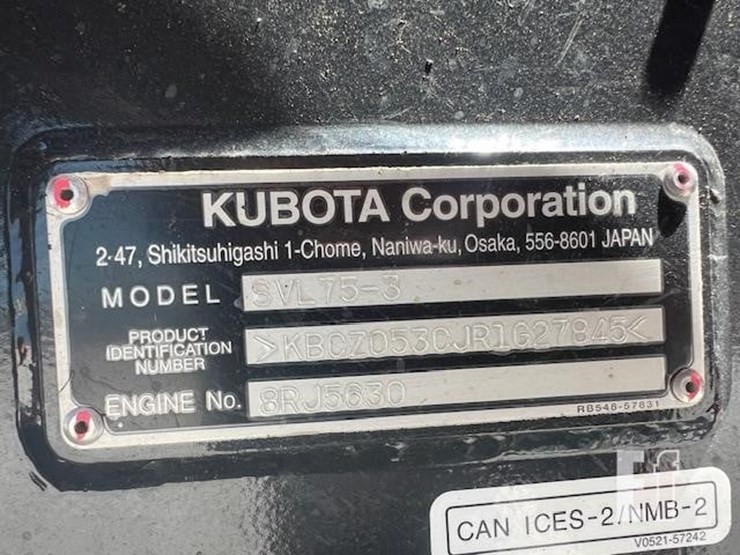 KUBOTA Corporation
2-47, Shikitsuhigashi 1-Chome, Naniwa-ku, Osaka, 556-8601 JAPAN
MODEL SVL75-3
PRODUCT IDENTIFICATION NUMBER >KBCZ053CJR1G27845<
ENGINE No. 8RJ5630
RB546-57831
CAN ICES-2/NMB-2
V0521-57242